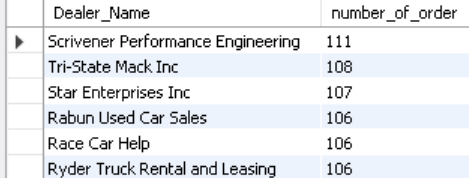 Dealer_Name number_of_order
Scrivener Performance Engineering 111
Tri-State Mack Inc 108
Star Enterprises Inc 107
Rabun Used Car Sales 106
Race Car Help 106
Ryder Truck Rental and Leasing 106